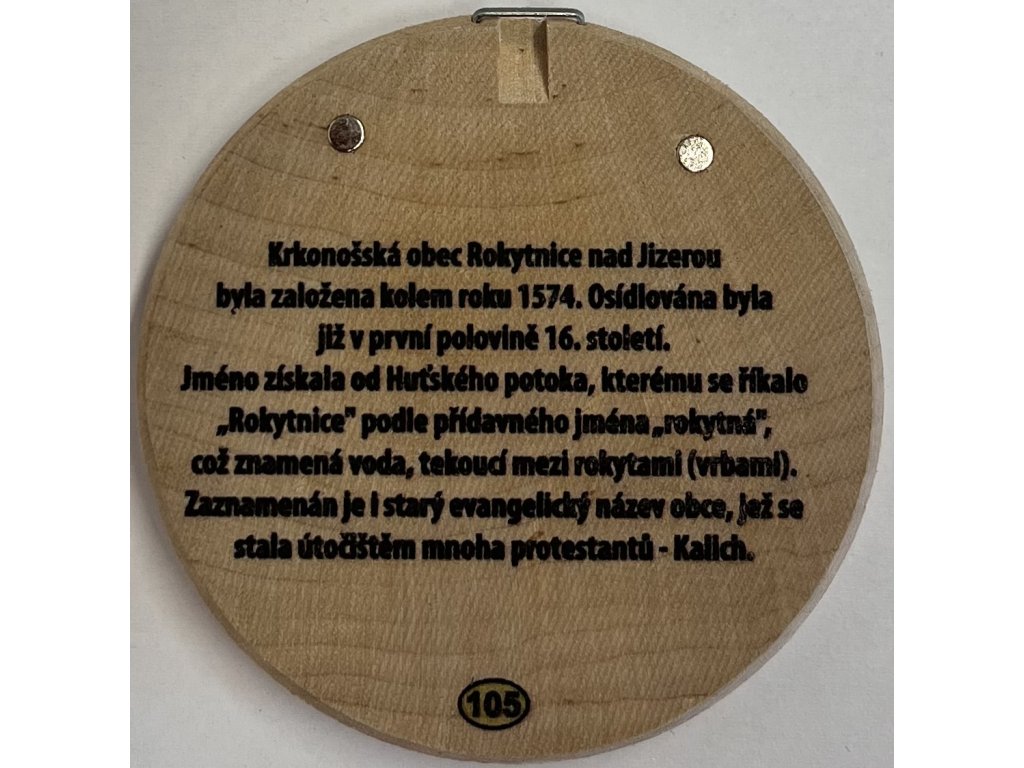 Krkonošská obec Rokytnice nad Jizerou
byla založena kolem roku 1574. Osídlována byla
již v první polovině 16. století.
Jméno získala od Huťského potoka, kterému se říkalo
„Rokytnice" podle přídavného jména „rokytná",
což znamená voda, tekoucí mezi rokytami (vrbami).
Zaznamenán je i starý evangelický název obce, jež se
stala útočištěm mnoha protestantů - Kalich.
105